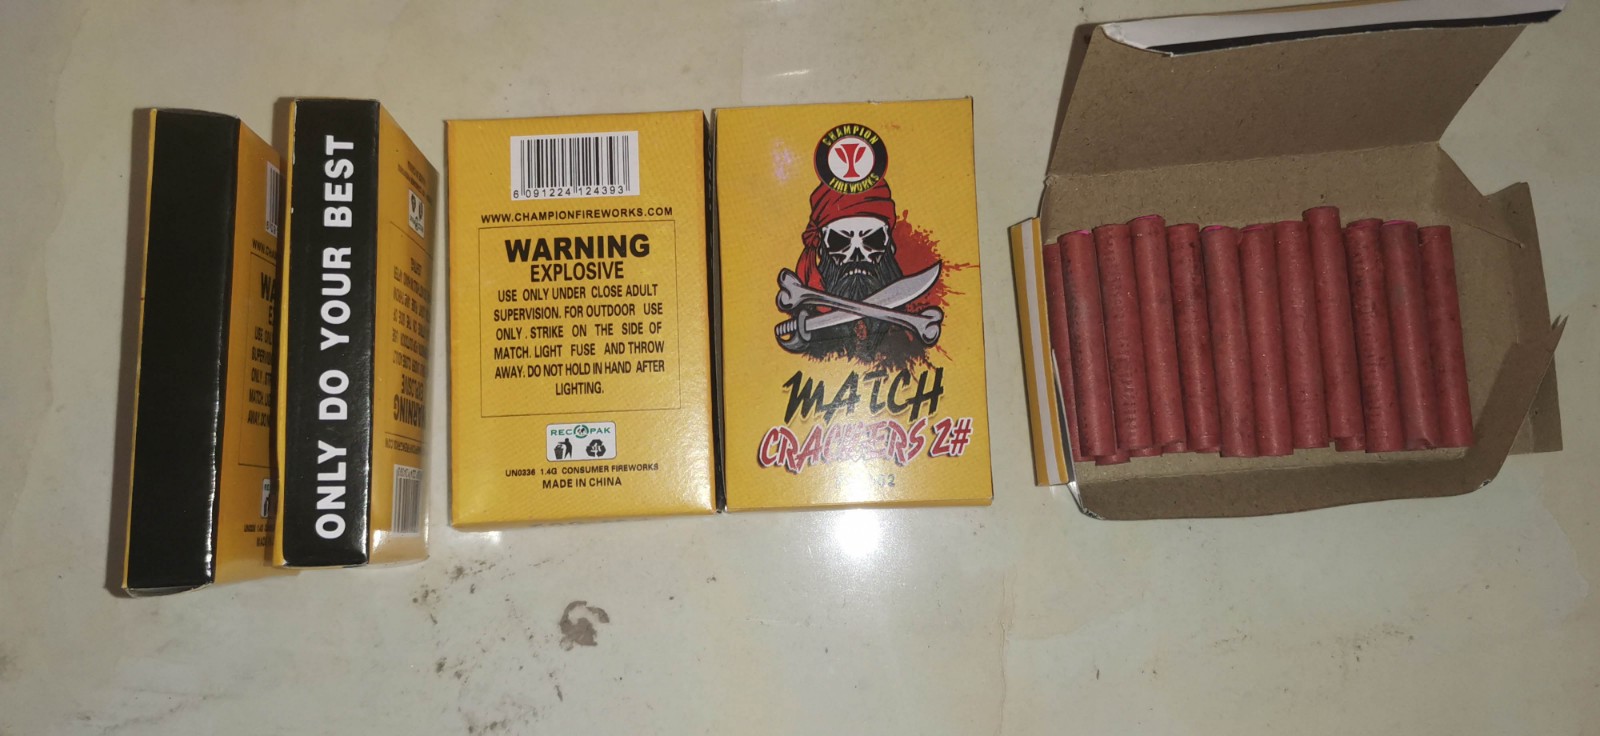 ONLY DO YOUR BEST
6 091224 124393
WWW.CHAMPIONFIREWORKS.COM
WARNING
EXPLOSIVE
USE ONLY UNDER CLOSE ADULT
SUPERVISION. FOR OUTDOOR USE
ONLY. STRIKE ON THE SIDE OF
MATCH. LIGHT FUSE AND THROW
AWAY. DO NOT HOLD IN HAND AFTER
LIGHTING.
RECOPAK
UN0336 1.4G CONSUMER FIREWORKS
MADE IN CHINA
CHAMPION
FIREWORKS
MATCH
CRACKERS 2#
WARNING